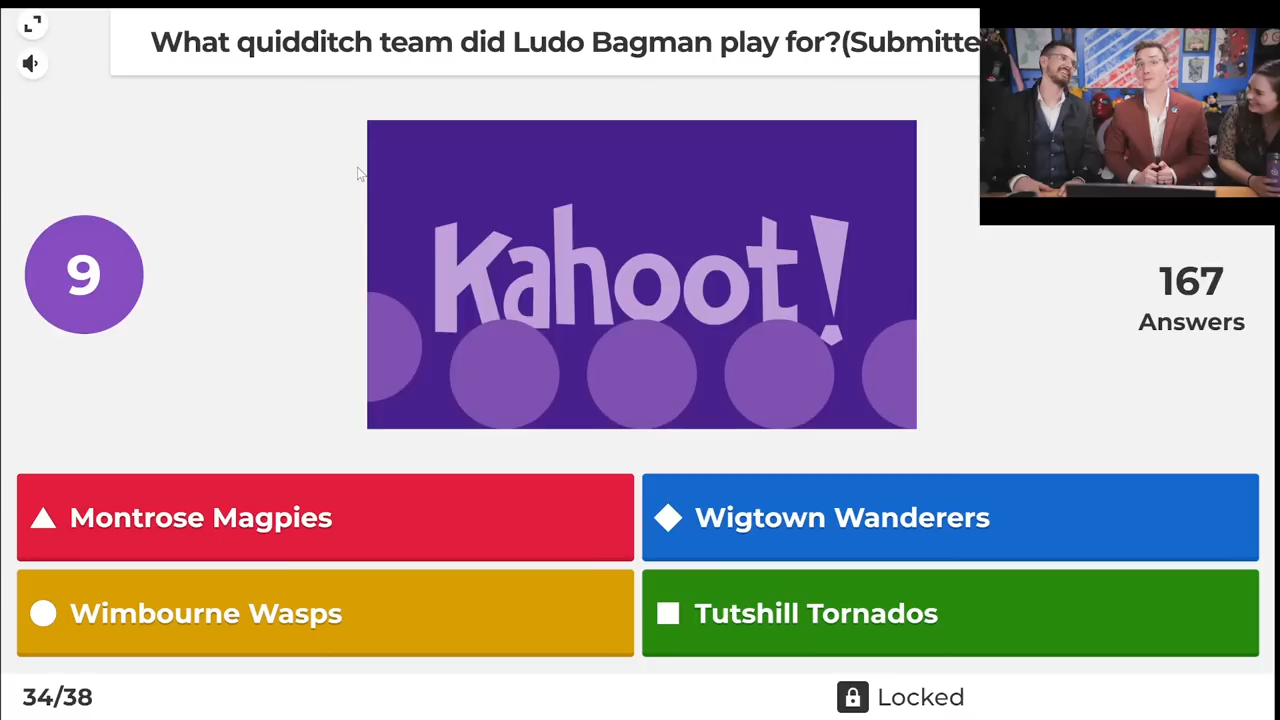 What quidditch team did Ludo Bagman play for?(Submitte
9
Kahoot!
167
Answers
Montrose Magpies
Wigtown Wanderers
Wimbourne Wasps
Tutshill Tornados
34/38
Locked